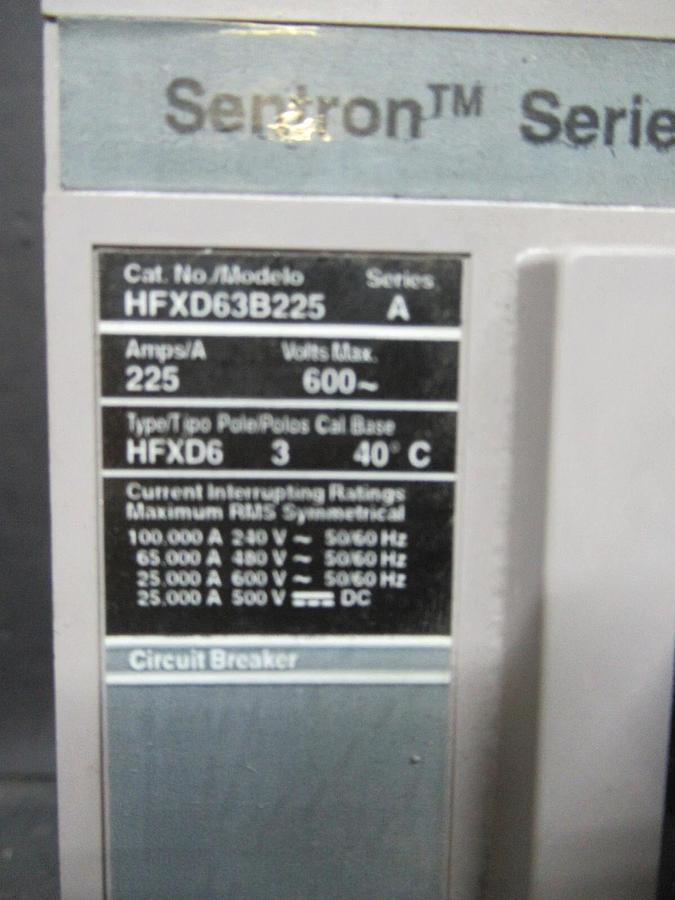 Sentron™ Serie
Cat. No./Modelo Series
HFXD63B225 A
Amps/A Volts Max.
225 600~
Type/Tipo Pole/Polos Cal Base
HFXD6 3 40° C
Current Interrupting Ratings
Maximum RMS Symmetrical
100.000 A 240 V ~ 50/60 Hz
65.000 A 480 V ~ 50/60 Hz
25.000 A 600 V ~ 50/60 Hz
25.000 A 500 V ⎓ DC
Circuit Breaker